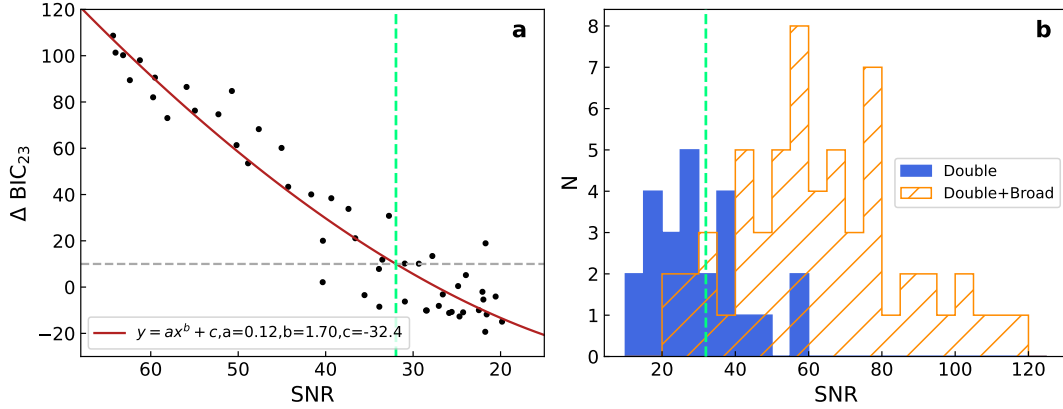 a
120
100
80
60
40
20
0
−20
Δ BIC₂₃
y = axᵇ + c,a=0.12,b=1.70,c=-32.4
60 50 40 30 20
SNR
b
8
7
6
5
4
3
2
1
0
N
Double
Double+Broad
20 40 60 80 100 120
SNR